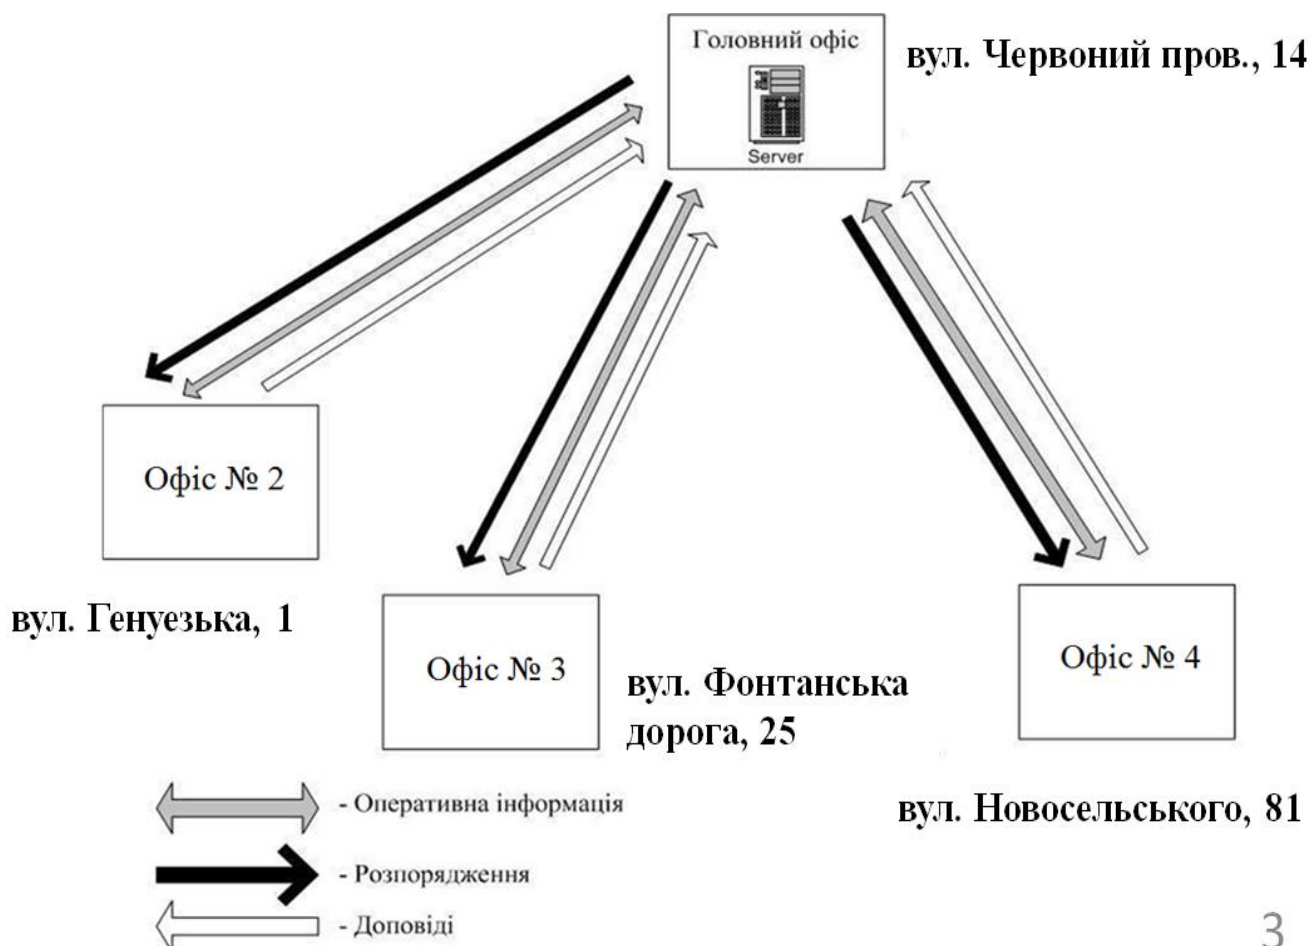 Головний офіс
вул. Червоний пров., 14
Server
Офіс № 2
вул. Генуезька, 1
Офіс № 3
вул. Фонтанська
дорога, 25
Офіс № 4
вул. Новосельського, 81
- Оперативна інформація
- Розпорядження
- Доповіді
3